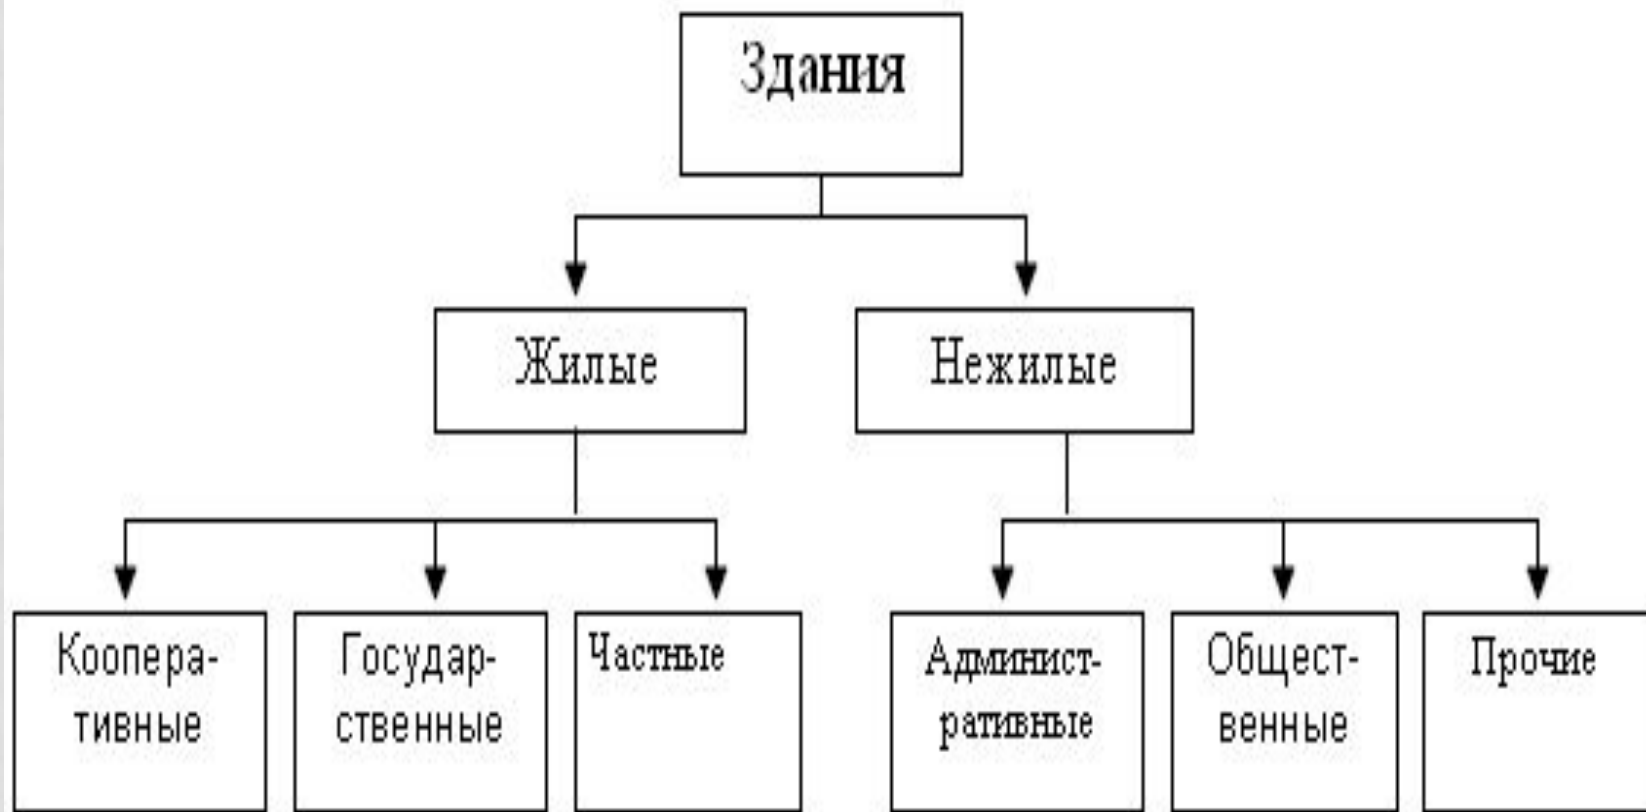 Здания
Жилые
Нежилые
Коопера-
тивные
Государ-
ственные
Частные
Админист-
ративные
Общест-
венные
Прочие